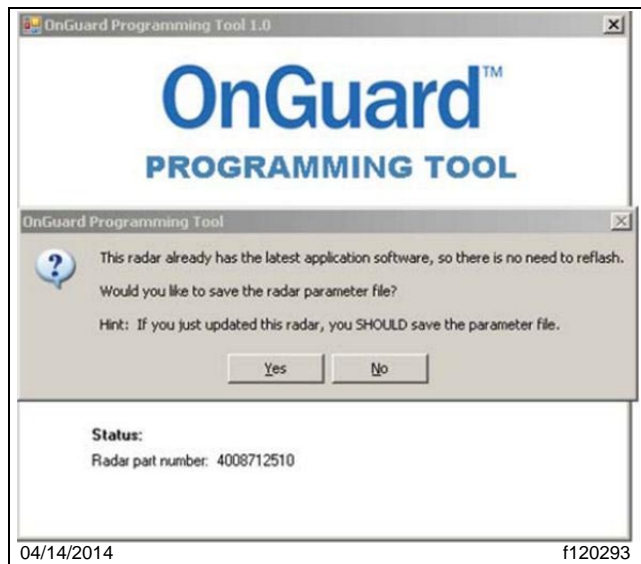 OnGuard Programming Tool 1.0
OnGuard™
PROGRAMMING TOOL
OnGuard Programming Tool
This radar already has the latest application software, so there is no need to reflash.
Would you like to save the radar parameter file?
Hint: If you just updated this radar, you SHOULD save the parameter file.
Yes No
Status:
Radar part number: 4008712510
04/14/2014 f120293